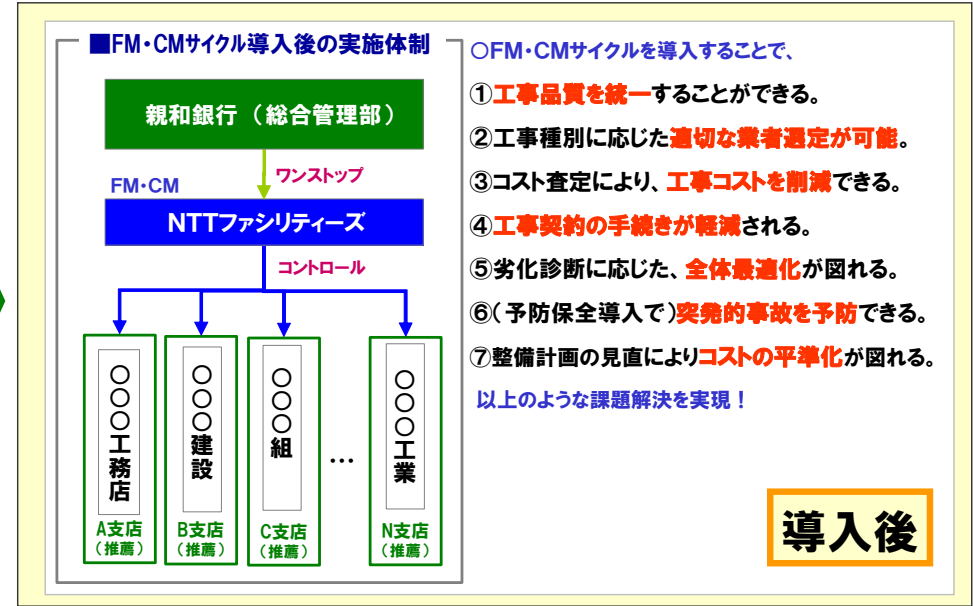 ■FM・CMサイクル導入後の実施体制
親和銀行（総合管理部）
ワンストップ
FM・CM
NTTファシリティーズ
コントロール
〇〇〇工務店
A支店
（推薦）
〇〇〇建設
B支店
（推薦）
〇〇〇組
C支店
（推薦）
…
〇〇〇工業
N支店
（推薦）
〇FM・CMサイクルを導入することで、
①工事品質を統一することができる。
②工事種別に応じた適切な業者選定が可能。
③コスト査定により、工事コストを削減できる。
④工事契約の手続きが軽減される。
⑤劣化診断に応じた、全体最適化が図れる。
⑥（予防保全導入で）突発的事故を予防できる。
⑦整備計画の見直によりコストの平準化が図れる。
以上のような課題解決を実現！
導入後